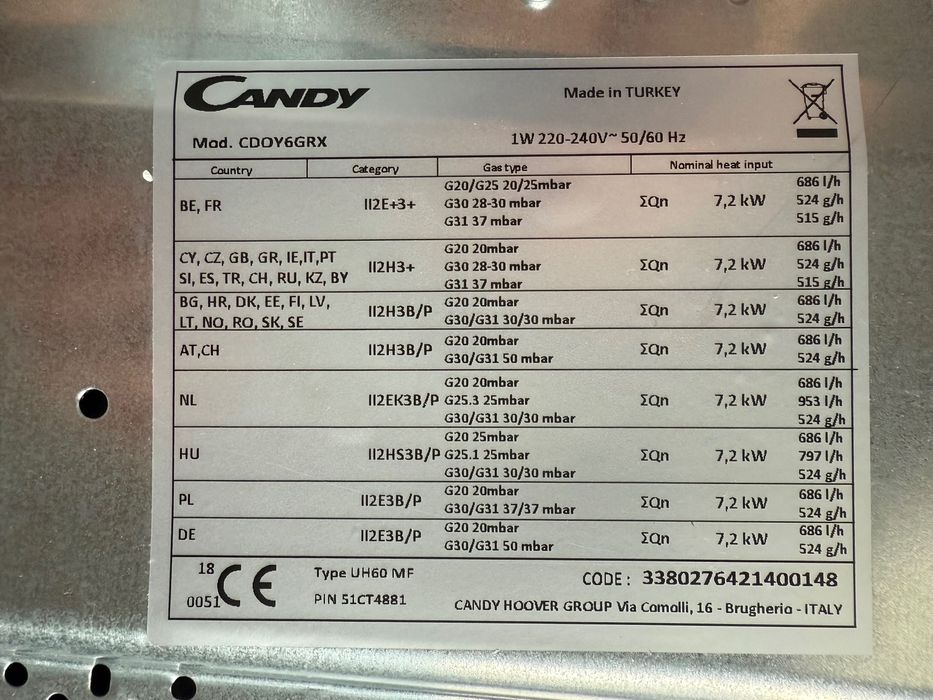 CANDY
Made in TURKEY
Mod. CDOY6GRX
1W 220-240V~ 50/60 Hz
Country Category Gas type Nominal heat input
BE, FR II2E+3+ G20/G25 20/25mbar ΣQn 7,2 kW 686 l/h
G30 28-30 mbar 524 g/h
G31 37 mbar 515 g/h
CY, CZ, GB, GR, IE,IT,PT II2H3+ G20 20mbar ΣQn 7,2 kW 686 l/h
SI, ES, TR, CH, RU, KZ, BY G30 28-30 mbar 524 g/h
G31 37 mbar 515 g/h
BG, HR, DK, EE, FI, LV, II2H3B/P G20 20mbar ΣQn 7,2 kW 686 l/h
LT, NO, RO, SK, SE G30/G31 30/30 mbar 524 g/h
AT,CH II2H3B/P G20 20mbar ΣQn 7,2 kW 686 l/h
G30/G31 50 mbar 524 g/h
NL II2EK3B/P G20 20mbar ΣQn 7,2 kW 686 l/h
G25.3 25mbar 953 l/h
G30/G31 30/30 mbar 524 g/h
HU II2HS3B/P G20 25mbar ΣQn 7,2 kW 686 l/h
G25.1 25mbar 797 l/h
G30/G31 30/30 mbar 524 g/h
PL II2E3B/P G20 20mbar ΣQn 7,2 kW 686 l/h
G30/G31 37/37 mbar 524 g/h
DE II2E3B/P G20 20mbar ΣQn 7,2 kW 686 l/h
G30/G31 50 mbar 524 g/h
18 CE Type UH60 MF CODE : 3380276421400148
0051 PIN 51CT4881 CANDY HOOVER GROUP Via Comolli, 16 - Brugherio - ITALY